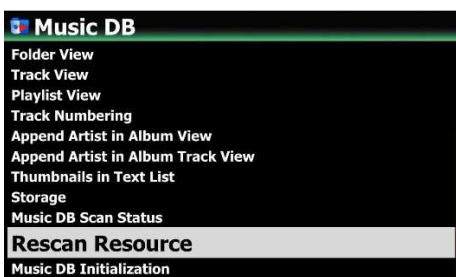 Music DB
Folder View
Track View
Playlist View
Track Numbering
Append Artist in Album View
Append Artist in Album Track View
Thumbnails in Text List
Storage
Music DB Scan Status
Rescan Resource
Music DB Initialization